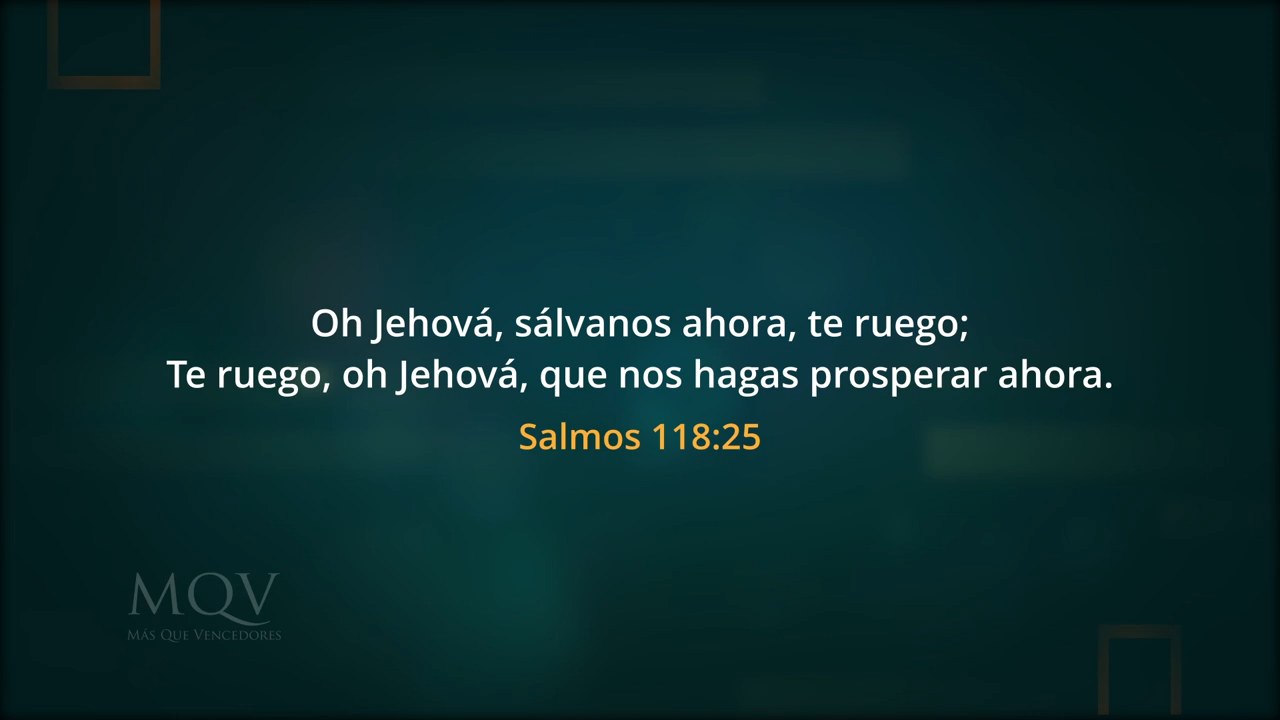 Oh Jehová, sálvanos ahora, te ruego;
Te ruego, oh Jehová, que nos hagas prosperar ahora.
Salmos 118:25
MQV
Más Que Vencedores